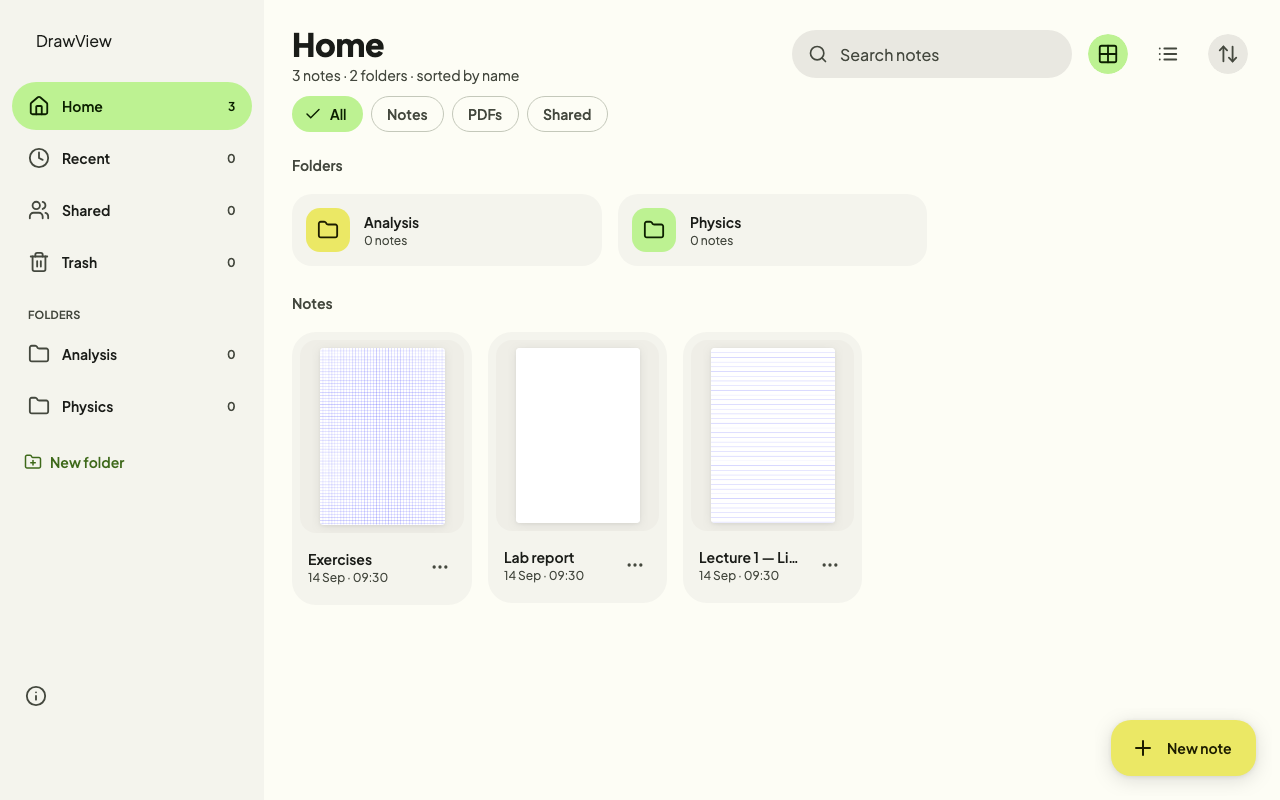 DrawView
Home 3
Recent 0
Shared 0
Trash 0
FOLDERS
Analysis 0
Physics 0
New folder
Home
3 notes · 2 folders · sorted by name
Search notes
All
Notes
PDFs
Shared
Folders
Analysis
0 notes
Physics
0 notes
Notes
Exercises
14 Sep · 09:30
Lab report
14 Sep · 09:30
Lecture 1 — Li...
14 Sep · 09:30
New note